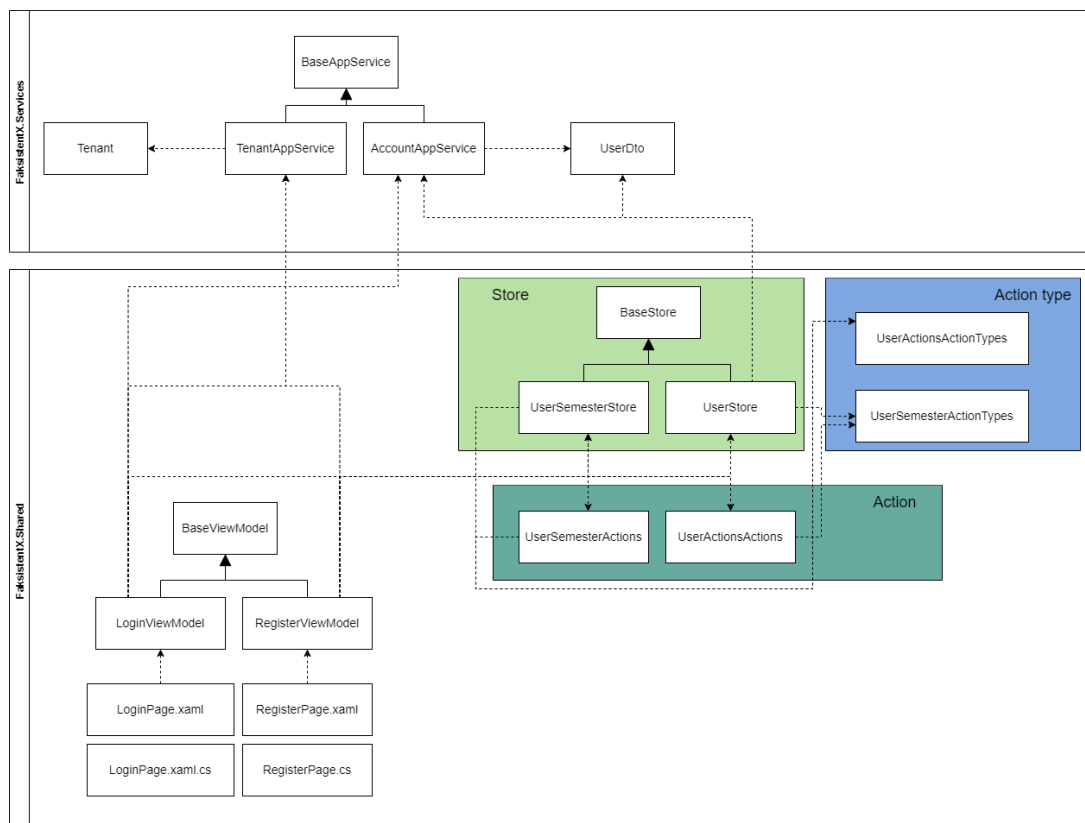 FaksistentX.Services
BaseAppService
Tenant
TenantAppService
AccountAppService
UserDto
FaksistentX.Shared
Store
BaseStore
UserSemesterStore
UserStore
Action type
UserActionsActionTypes
UserSemesterActionTypes
Action
UserSemesterActions
UserActionsActions
BaseViewModel
LoginViewModel
RegisterViewModel
LoginPage.xaml
RegisterPage.xaml
LoginPage.xaml.cs
RegisterPage.cs